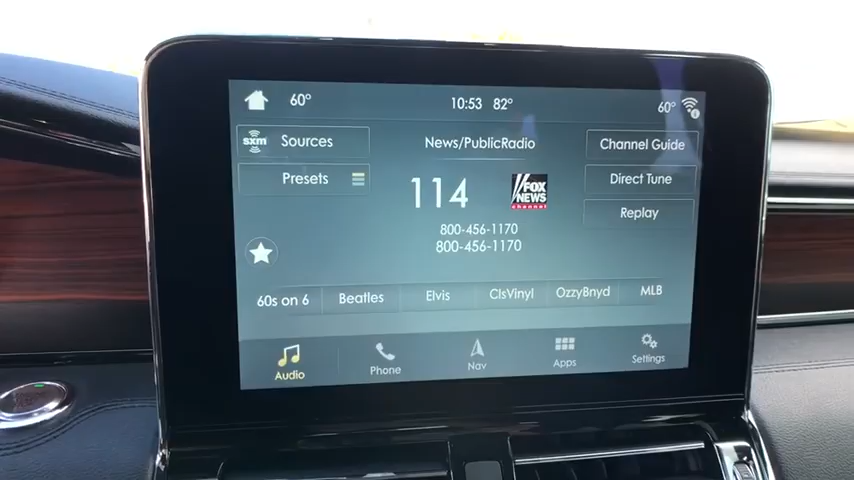 60° 10:53 82° 60°
sxm Sources News/PublicRadio Channel Guide
Presets 114 FOX NEWS channel Direct Tune
Replay
800-456-1170
800-456-1170
60s on 6 Beatles Elvis ClsVinyl OzzyBnyd MLB
Audio Phone Nav Apps Settings